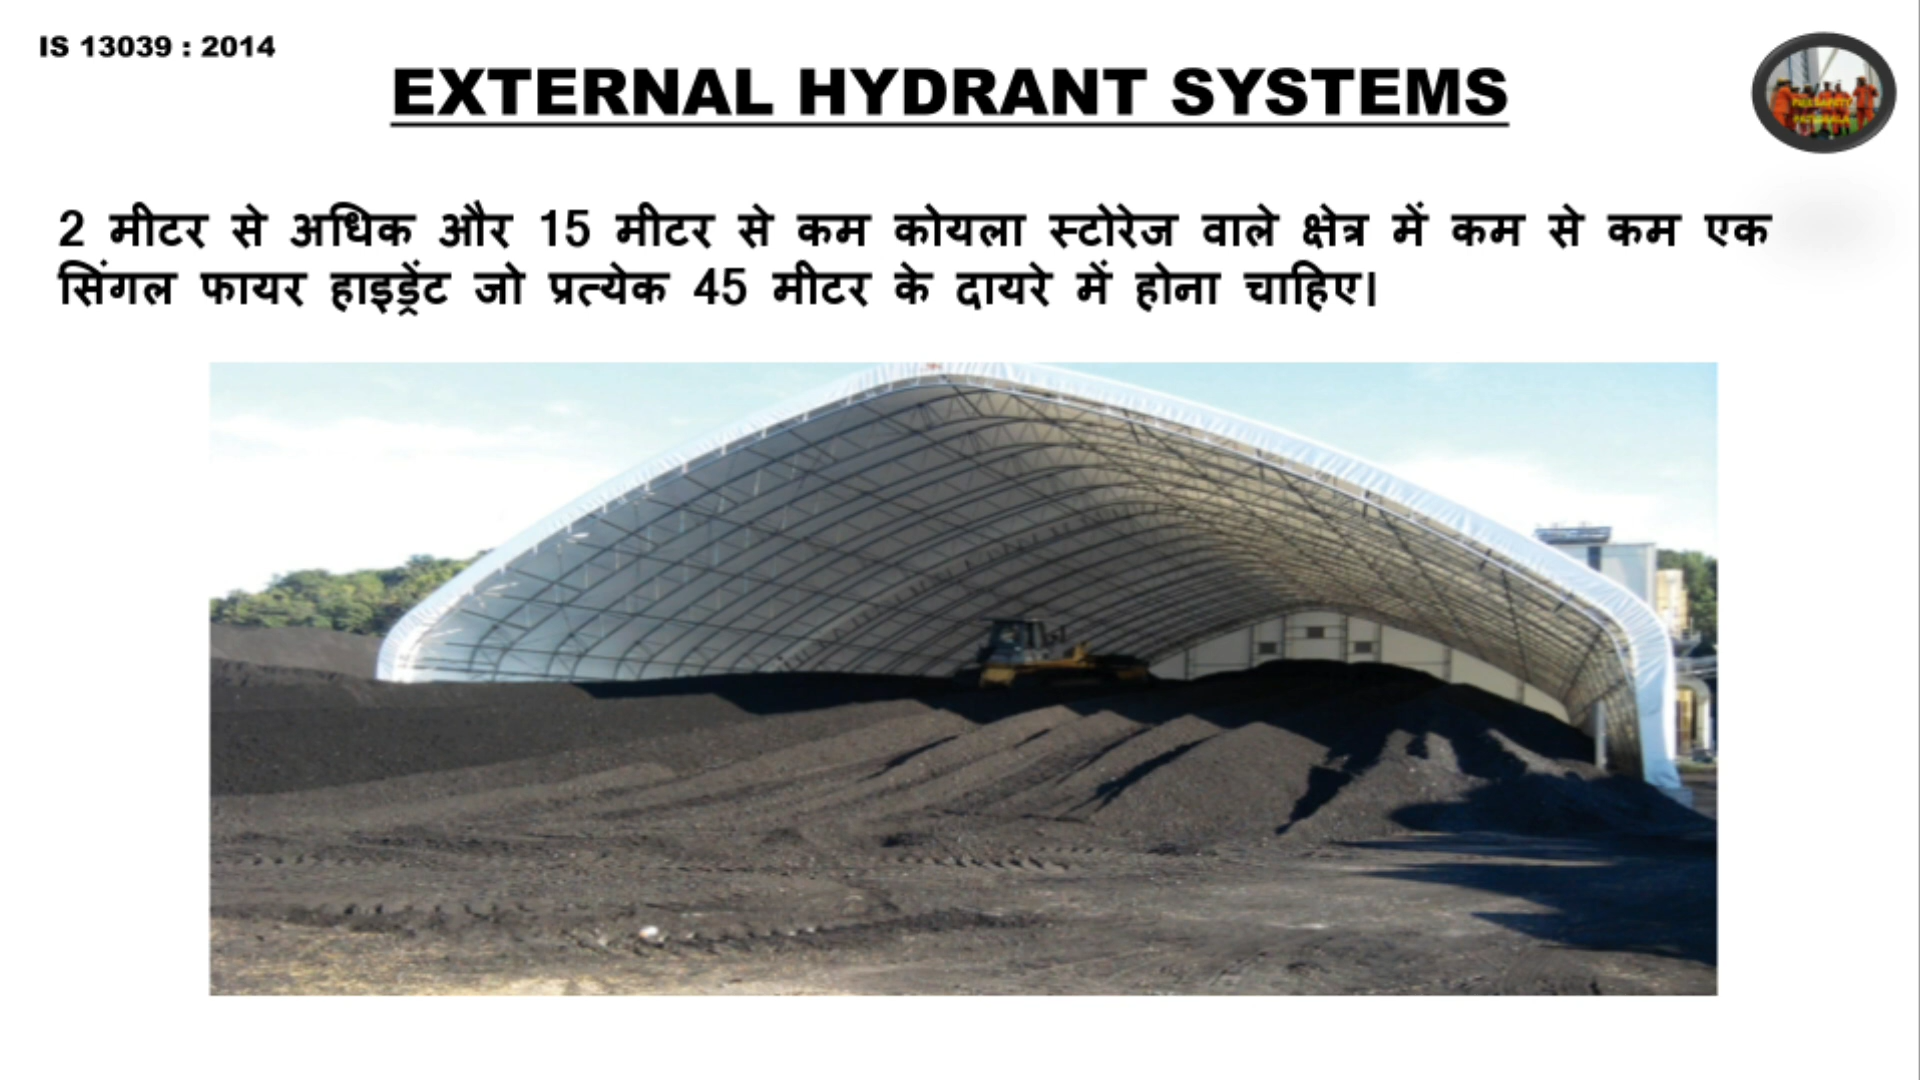 IS 13039 : 2014
EXTERNAL HYDRANT SYSTEMS
2 मीटर से अधिक और 15 मीटर से कम कोयला स्टोरेज वाले क्षेत्र में कम से कम एक
सिंगल फायर हाइड्रेंट जो प्रत्येक 45 मीटर के दायरे में होना चाहिए।